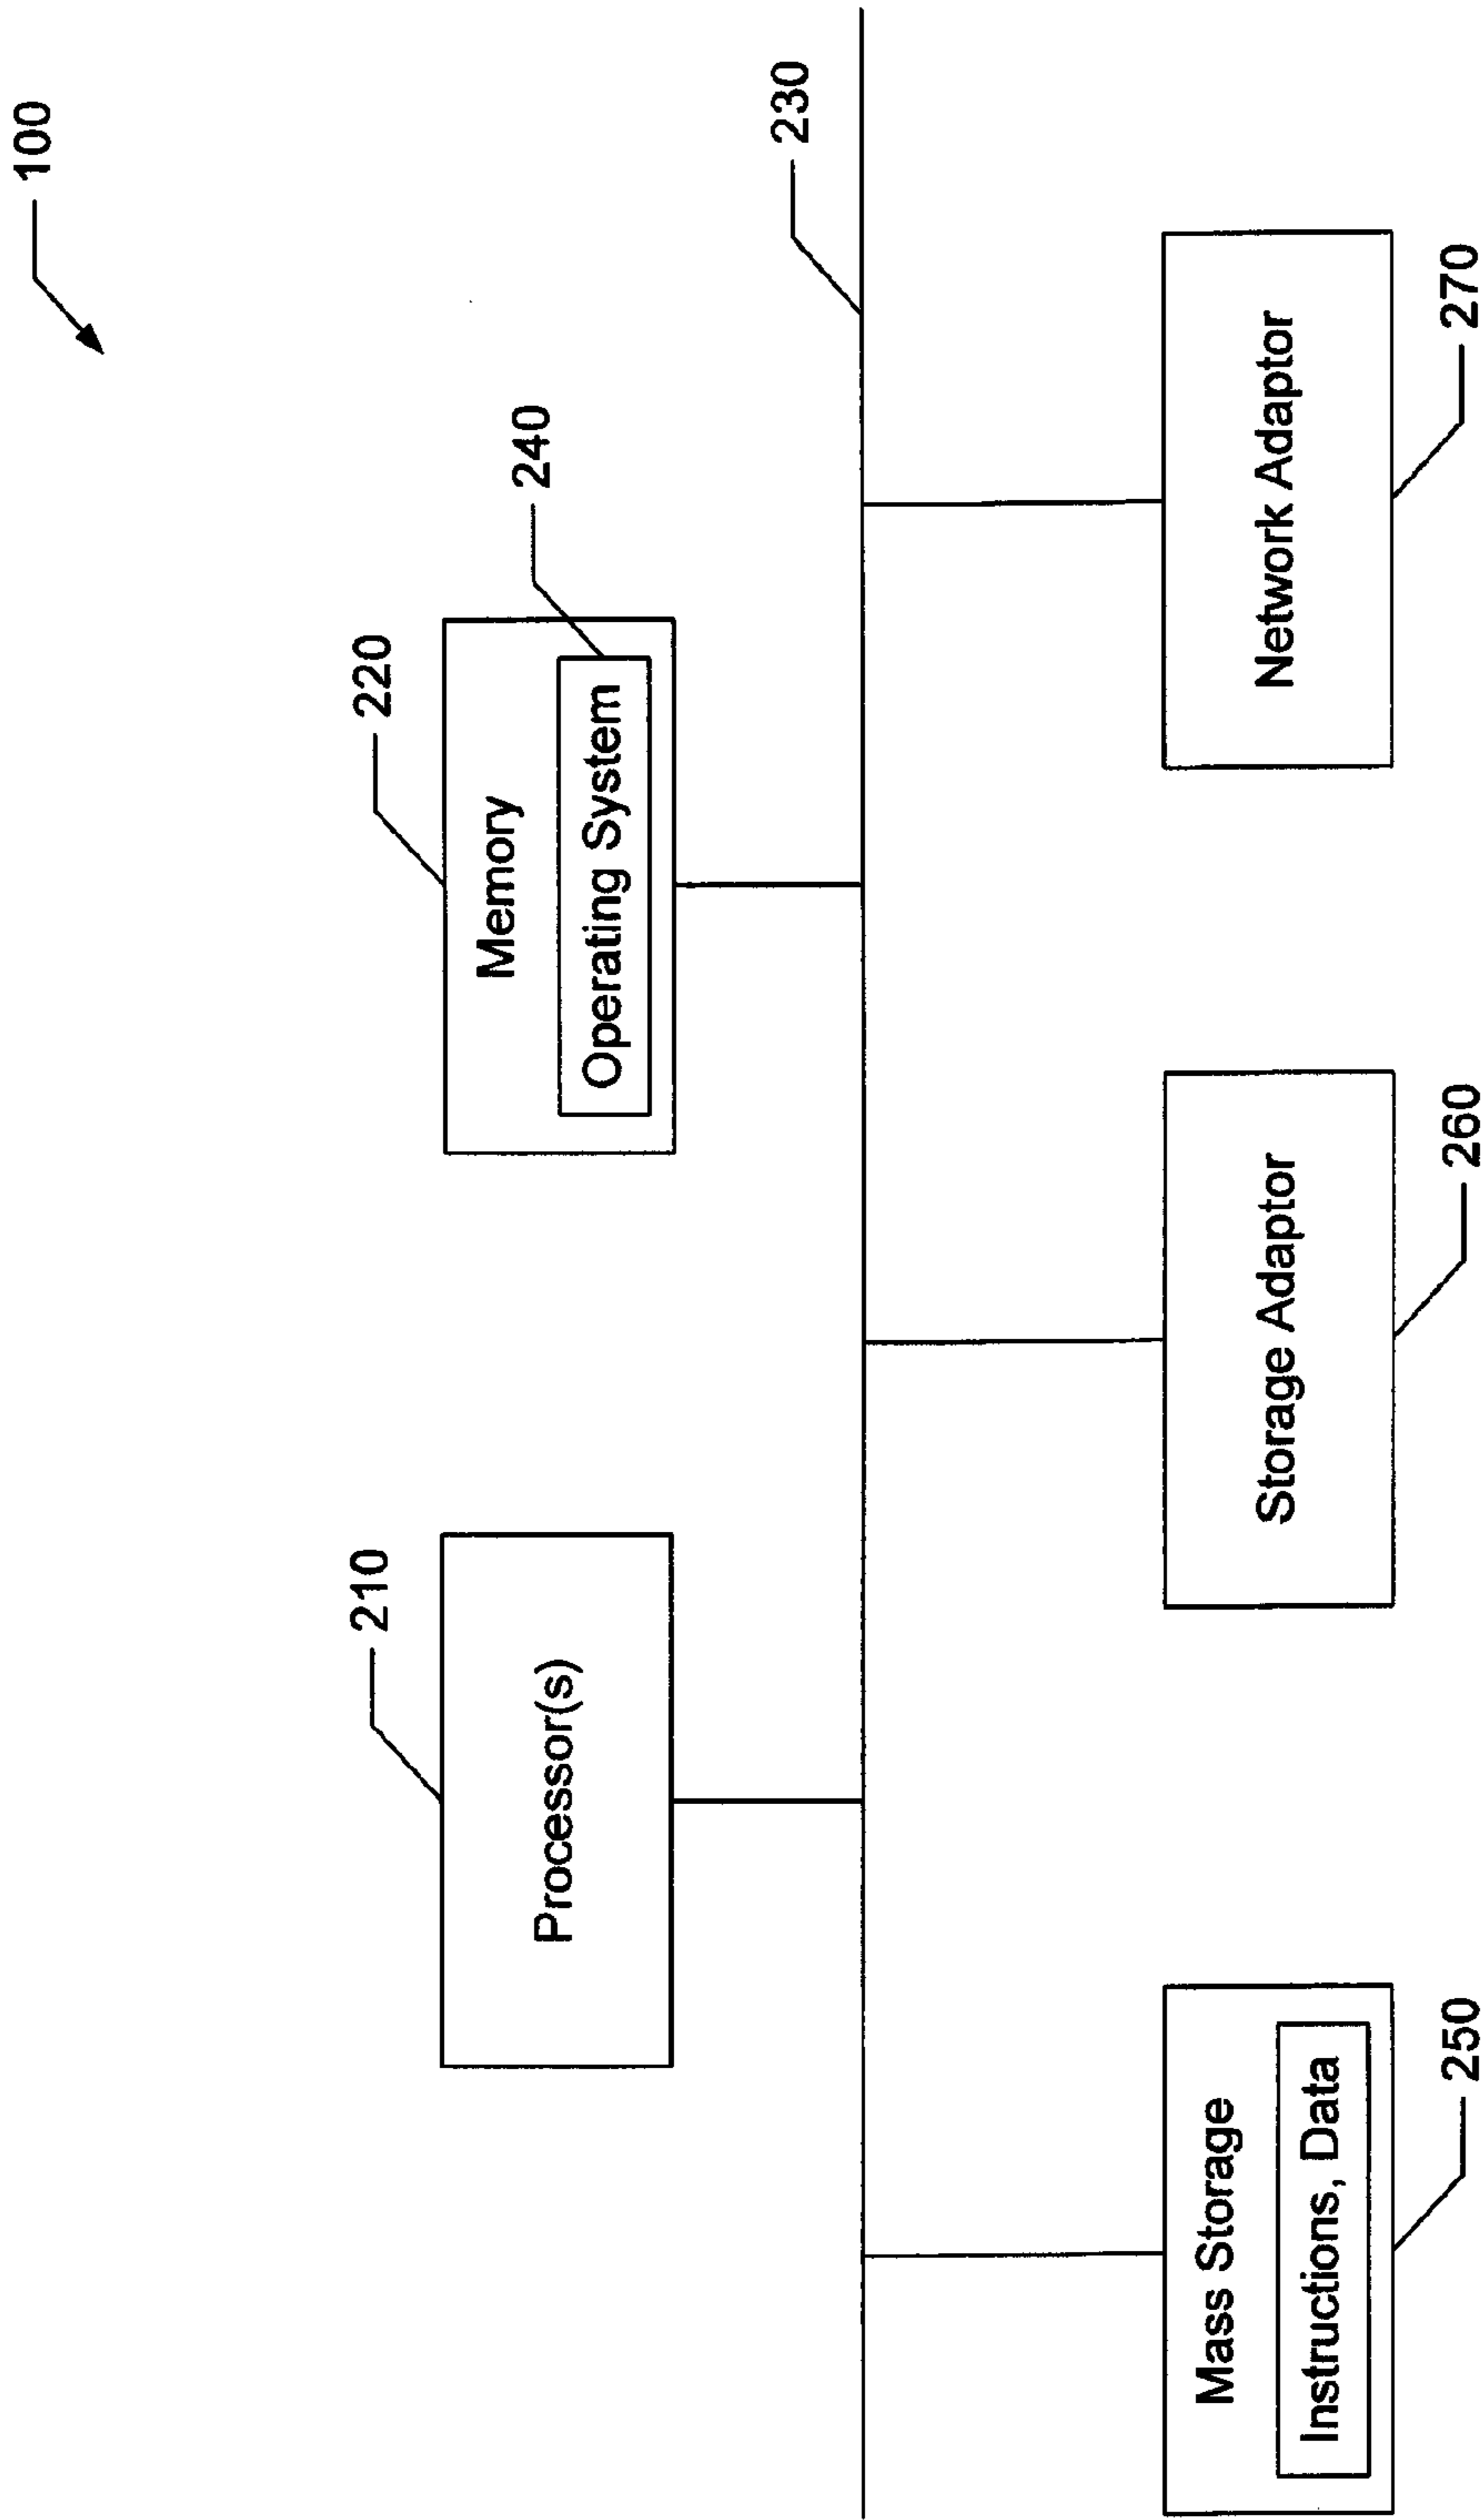 100
210
220
Processor(s)
Memory
240
Operating System
230
Mass Storage
Instructions, Data
Storage Adaptor
Network Adaptor
250
260
270